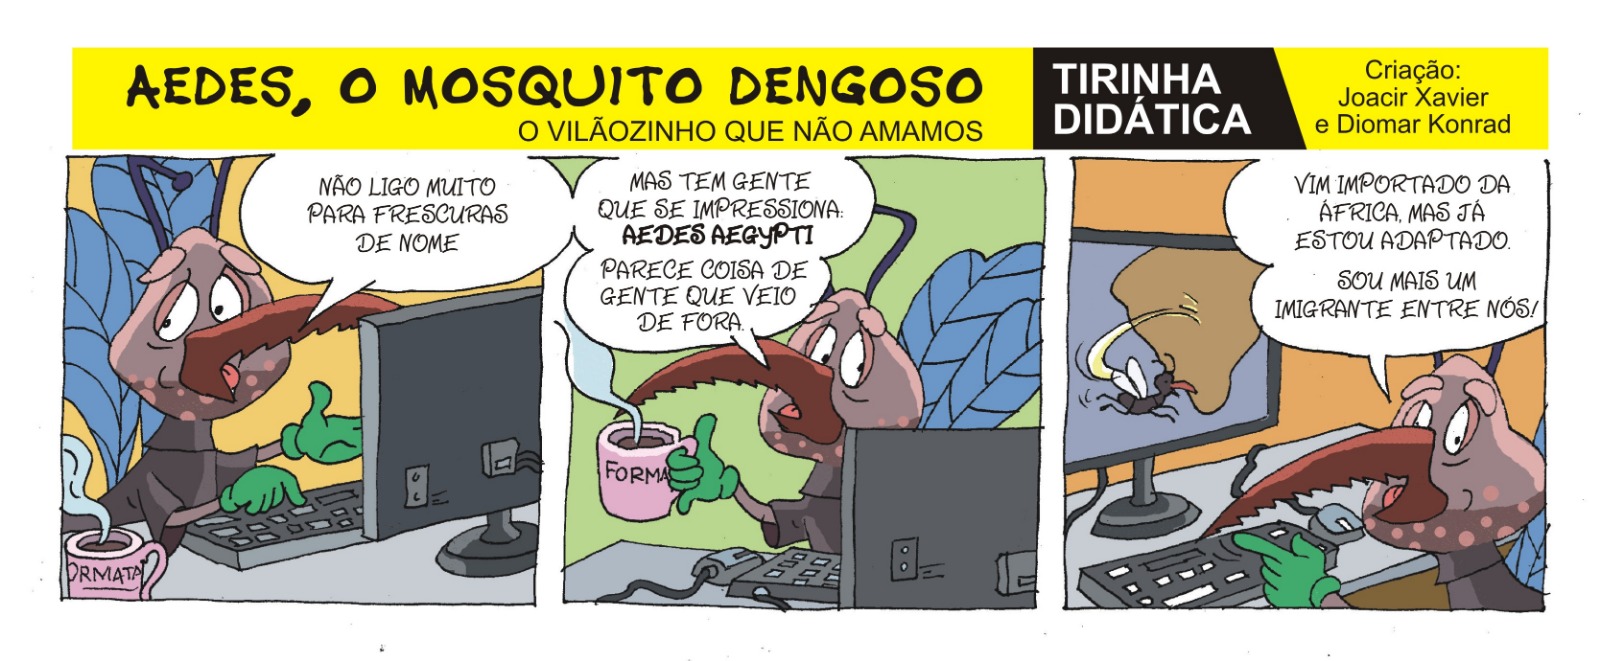 AEDES, O MOSQUITO DENGOSO
O VILÃOZINHO QUE NÃO AMAMOS
TIRINHA
DIDÁTICA
Criação:
Joacir Xavier
e Diomar Konrad
NÃO LIGO MUITO
PARA FRESCURAS
DE NOME
ORMATA
MAS TEM GENTE
QUE SE IMPRESSIONA:
AEDES AEGYPTI
PARECE COISA DE
GENTE QUE VEIO
DE FORA.
FORMA
VIM IMPORTADO DA
ÁFRICA, MAS JÁ
ESTOU ADAPTADO.
SOU MAIS UM
IMIGRANTE ENTRE NÓS!